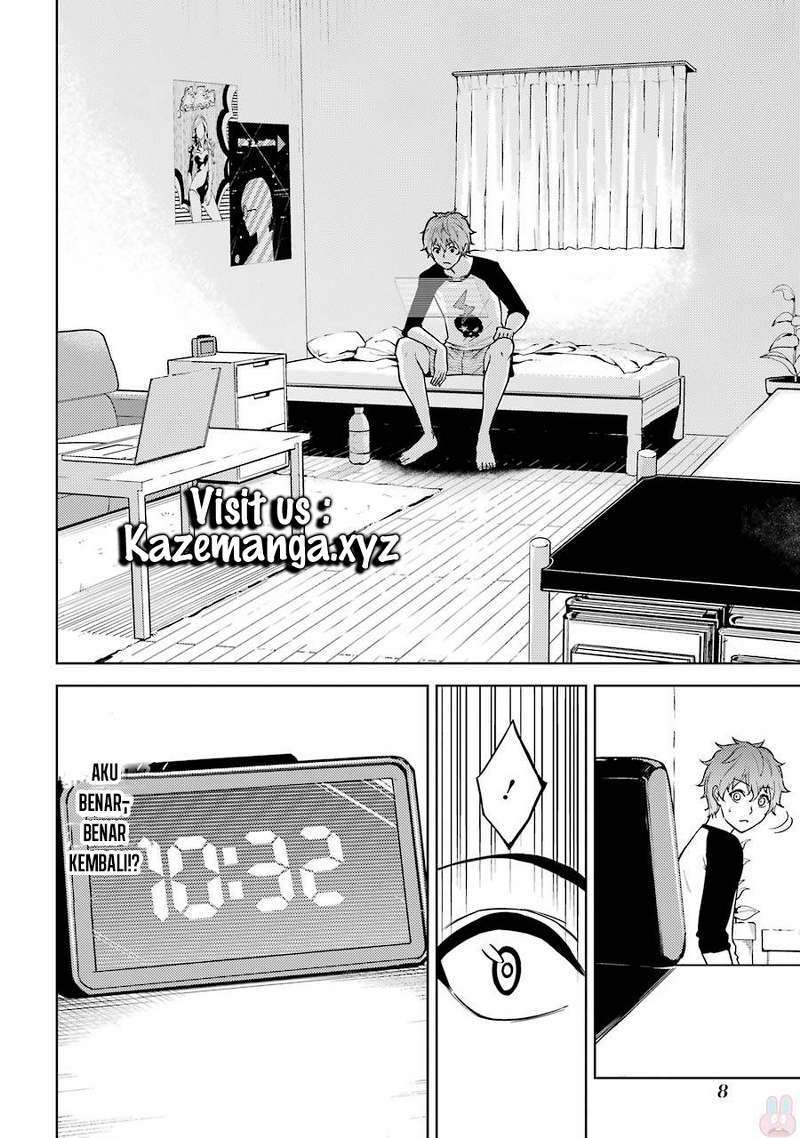 Visit us :
Kazemanga.xyz
!
AKU
BENAR-
BENAR
KEMBALI!?
10:32
8